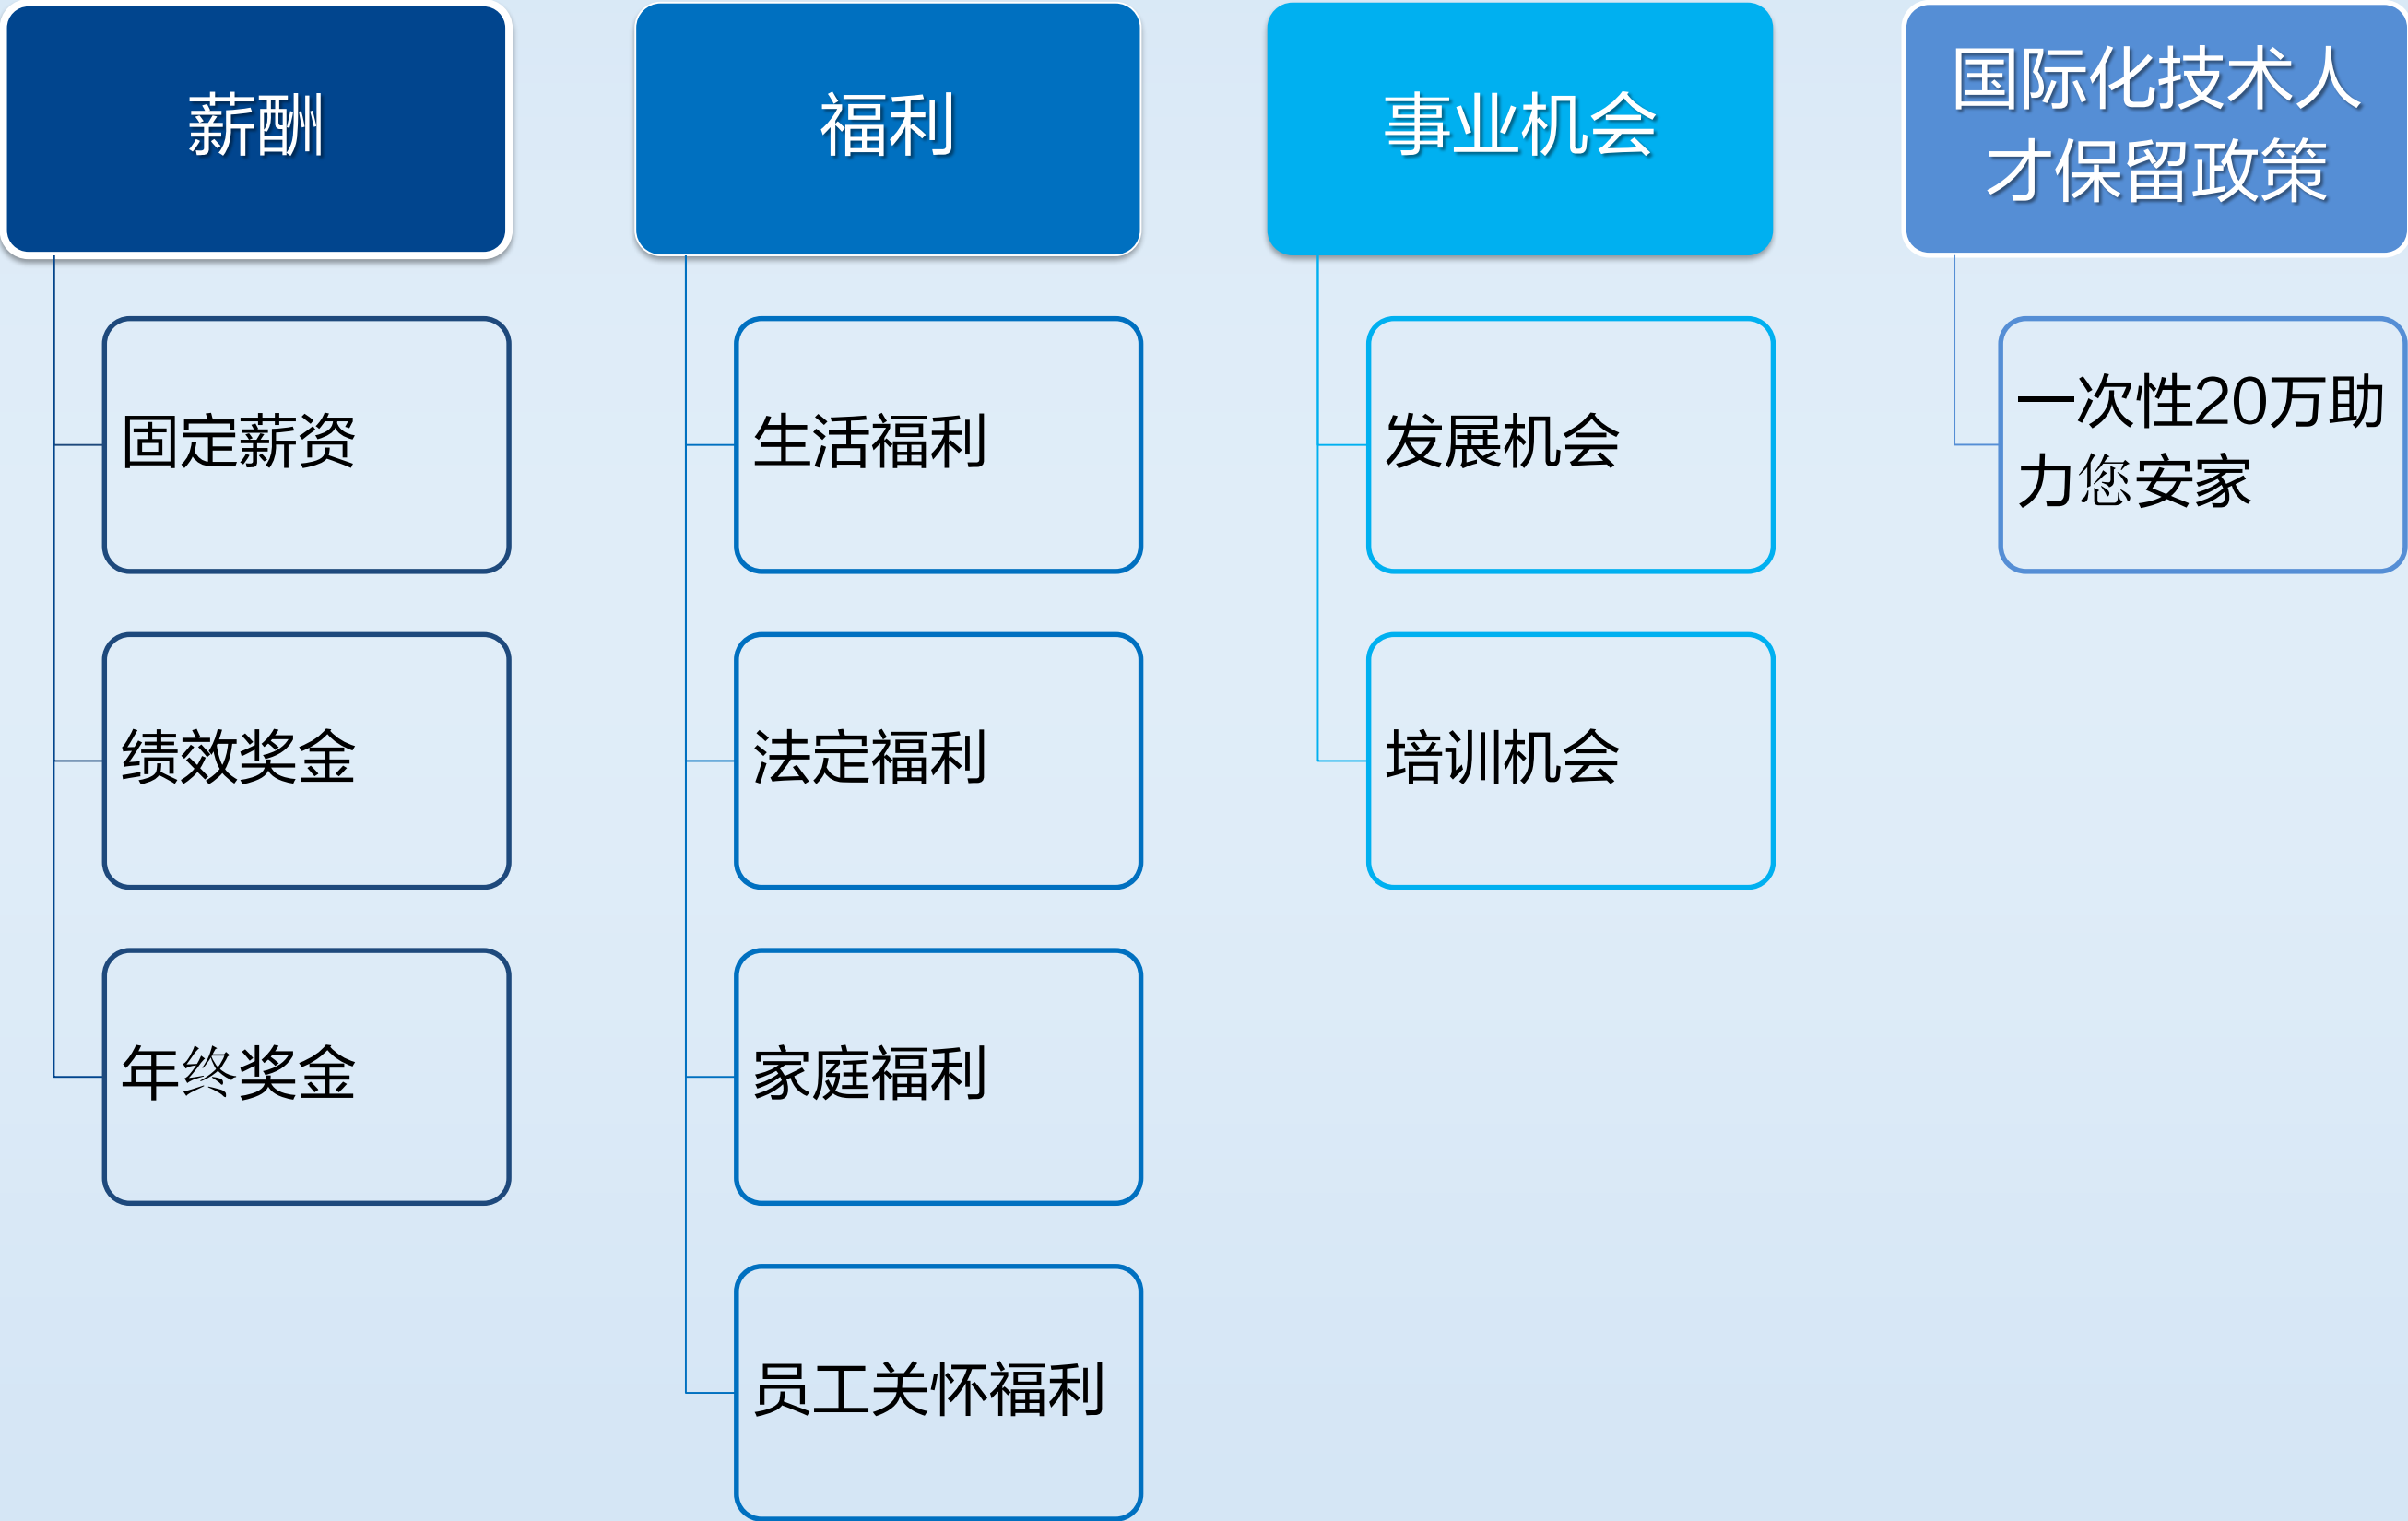 薪酬
固定薪资
绩效奖金
年终奖金
福利
生活福利
法定福利
家庭福利
员工关怀福利
事业机会
发展机会
培训机会
国际化技术人
才保留政策
一次性20万助
力您安家